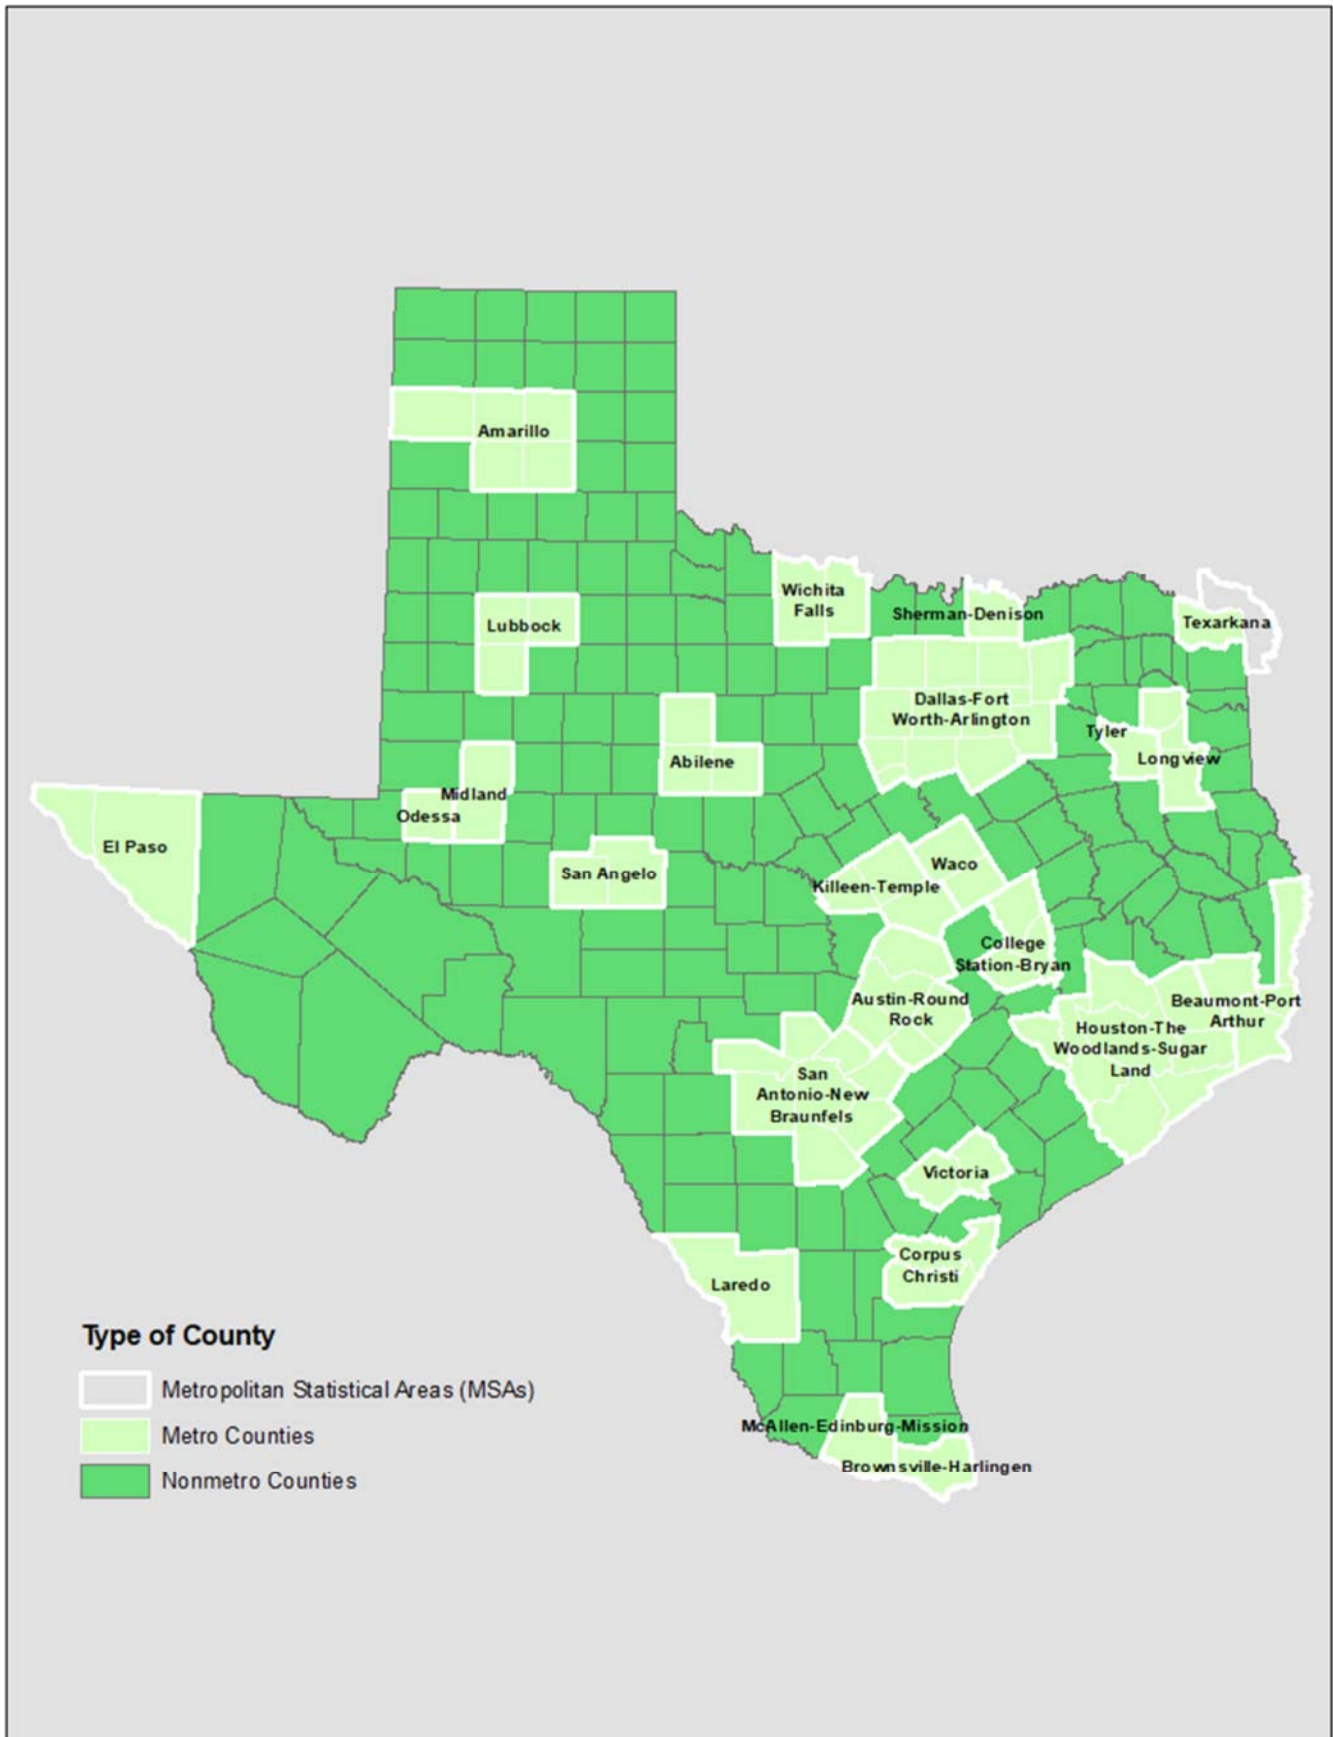 Amarillo
Wichita
Falls
Sherman-Denison
Texarkana
Lubbock
Dallas-Fort
Worth-Arlington
Tyler
Longview
Abilene
Midland
Odessa
El Paso
San Angelo
Waco
Killeen-Temple
College
Station-Bryan
Austin-Round
Rock
Beaumont-Port
Arthur
Houston-The
Woodlands-Sugar
Land
San
Antonio-New
Braunfels
Victoria
Corpus
Christi
Laredo
McAllen-Edinburg-Mission
Brownsville-Harlingen
Type of County
Metropolitan Statistical Areas (MSAs)
Metro Counties
Nonmetro Counties